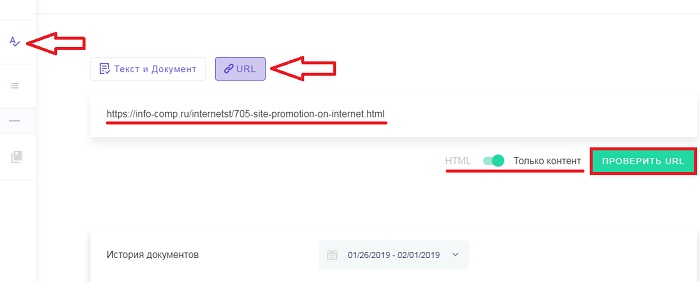 Текст и Документ URL
https://info-comp.ru/internetst/705-site-promotion-on-internet.html
HTML Только контент ПРОВЕРИТЬ URL
История документов 01/26/2019 - 02/01/2019